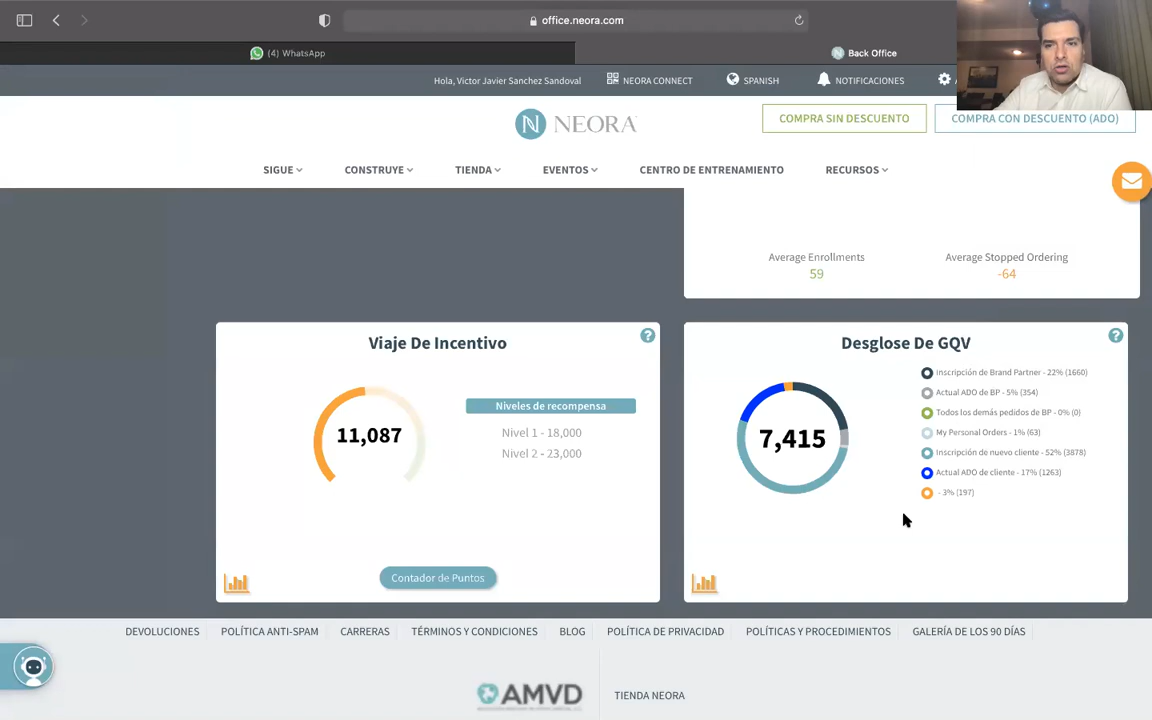 office.neora.com
(4) WhatsApp
Back Office
Hola, Victor Javier Sanchez Sandoval
NEORA CONNECT
SPANISH
NOTIFICACIONES
NEORA
COMPRA SIN DESCUENTO
COMPRA CON DESCUENTO (ADO)
SIGUE
CONSTRUYE
TIENDA
EVENTOS
CENTRO DE ENTRENAMIENTO
RECURSOS
Average Enrollments
59
Average Stopped Ordering
-64
Viaje De Incentivo
11,087
Niveles de recompensa
Nivel 1 - 18,000
Nivel 2 - 23,000
Contador de Puntos
Desglose De GQV
7,415
Inscripción de Brand Partner - 22% (1660)
Actual ADO de BP - 5% (354)
Todos los demás pedidos de BP - 0% (0)
My Personal Orders - 1% (63)
Inscripción de nuevo cliente - 52% (3878)
Actual ADO de cliente - 17% (1263)
- 3% (197)
DEVOLUCIONES
POLÍTICA ANTI-SPAM
CARRERAS
TÉRMINOS Y CONDICIONES
BLOG
POLÍTICA DE PRIVACIDAD
POLÍTICAS Y PROCEDIMIENTOS
GALERÍA DE LOS 90 DÍAS
AMVD
TIENDA NEORA